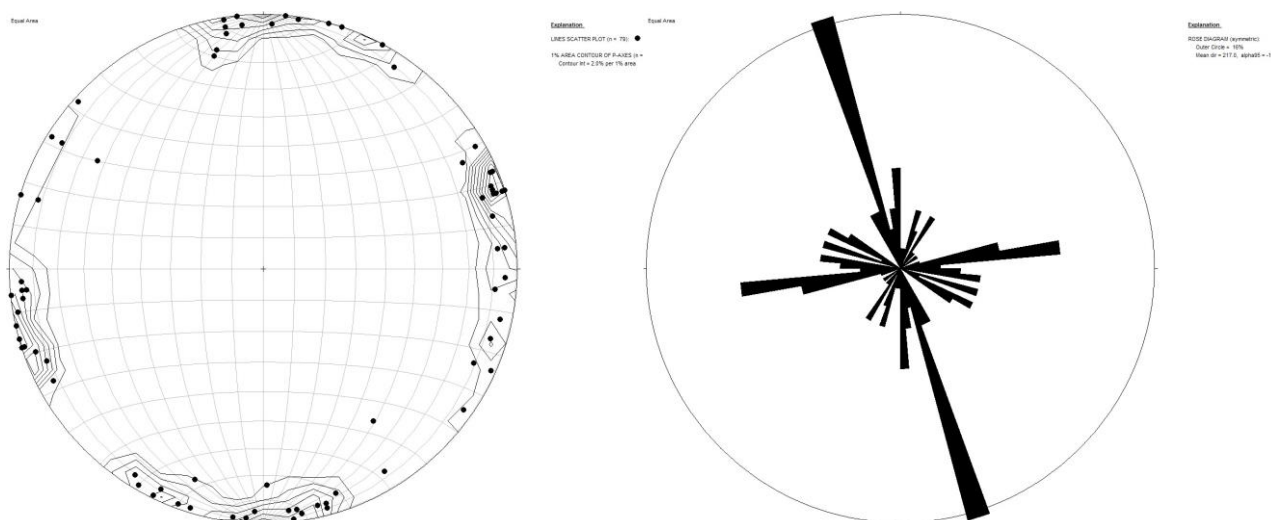 Equal Area
Explanation
LINES SCATTER PLOT (n = 79)
1% AREA CONTOUR OF P-AXES (n =
Contour Int = 2.0% per 1% area
Equal Area
Explanation
ROSE DIAGRAM (symmetric)
Outer Circle = 16%
Mean dir = 217.0, alpha95 = -1